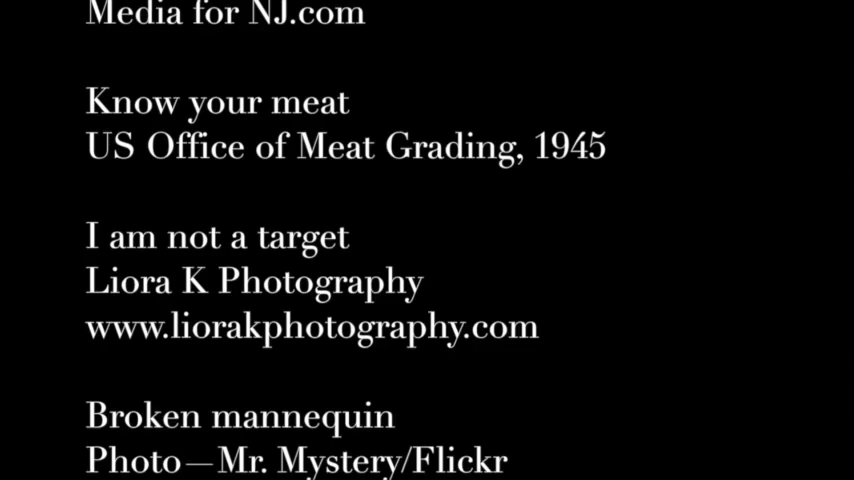 Media for NJ.com
Know your meat
US Office of Meat Grading, 1945
I am not a target
Liora K Photography
www.liorakphotography.com
Broken mannequin
Photo—Mr. Mystery/Flickr